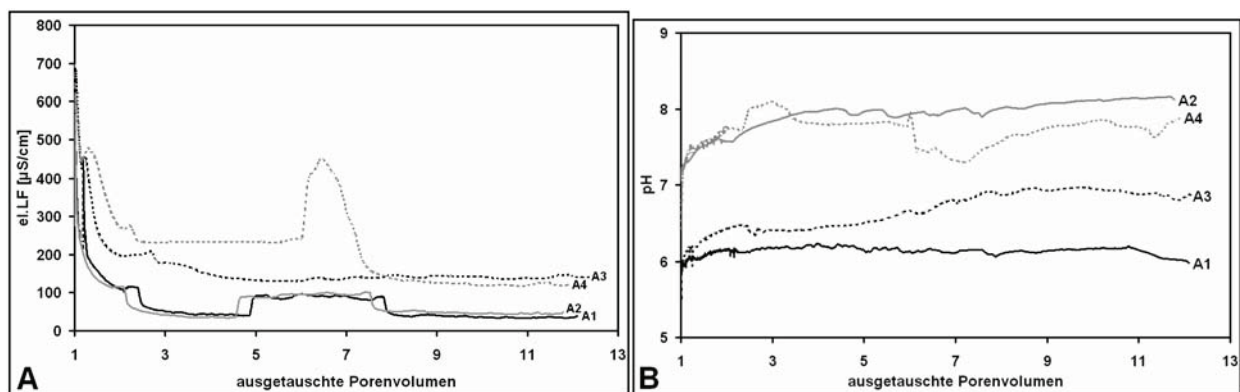 800
700
600
500
400
300
200
100
0
el.LF [µS/cm]
1 3 5 7 9 11 13
ausgetauschte Porenvolumen
A
A3
A4
A2
A1
9
8
7
6
5
pH
1 3 5 7 9 11 13
ausgetauschte Porenvolumen
B
A2
A4
A3
A1